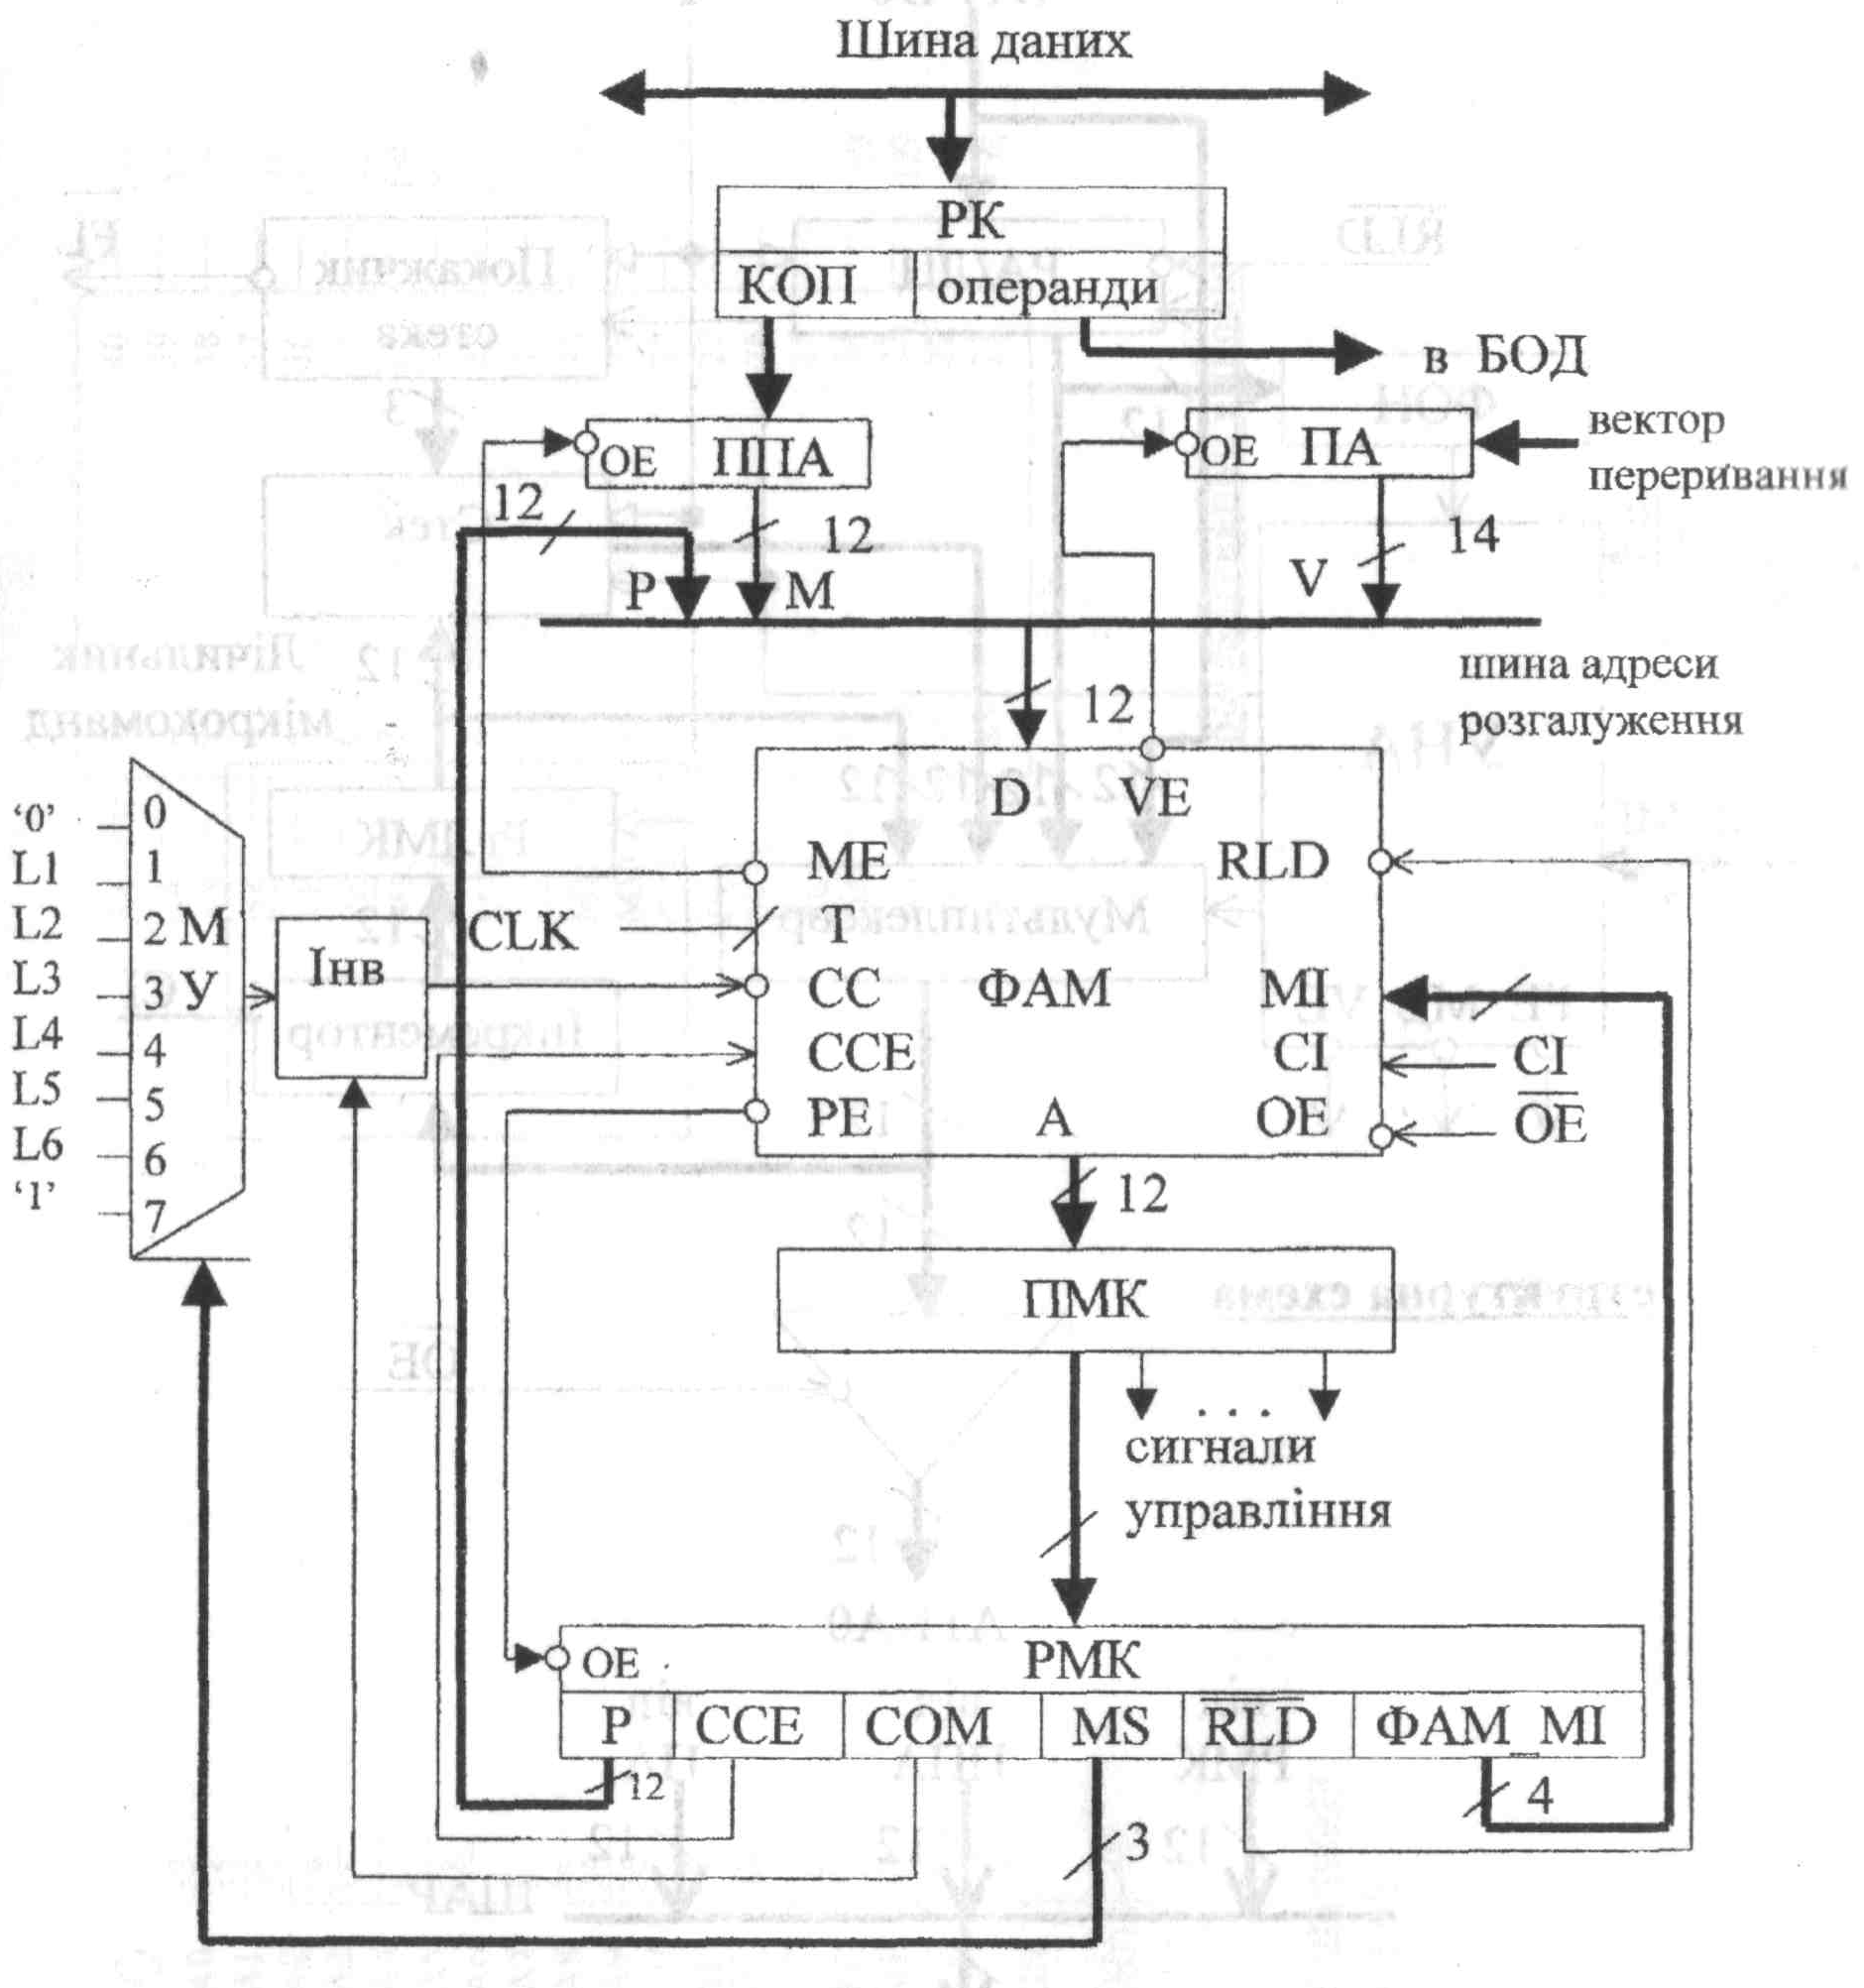 Шина даних
РК
КОП операнди
в БОД
ОЕ ППА
ОЕ ПА
вектор
переривання
12
12
14
Р
М
V
шина адреси
розгалуження
12
D VE
ME RLD
CLK
T
CC ФАМ MI
CCE CI
CI
PE A OE
OE
'0' 0
L1 1
L2 2 М
L3 3 У
L4 4
L5 5
L6 6
'1' 7
Інв
12
ПМК
. . .
сигнали
управління
ОЕ РМК
P CCE COM MS RLD ФАМ_MI
12
3
4